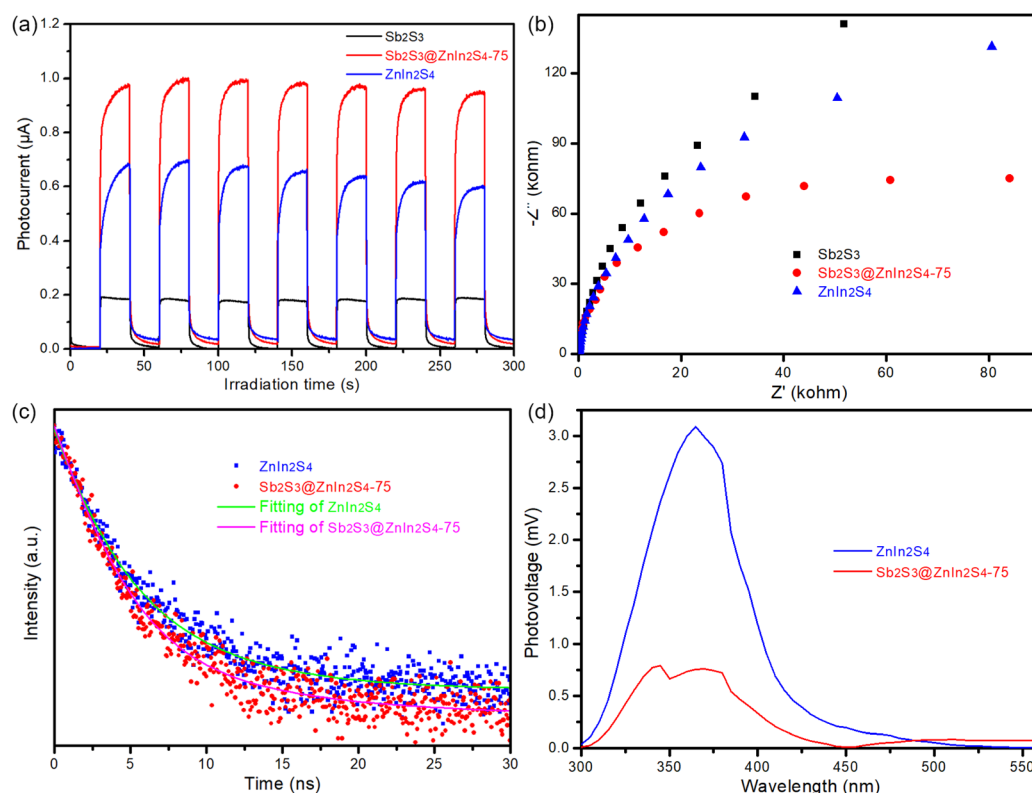 (a)
1.2
1.0
0.8
0.6
0.4
0.2
0.0
Photocurrent (μA)
Sb2S3
Sb2S3@ZnIn2S4-75
ZnIn2S4
0 50 100 150 200 250 300
Irradiation time (s)
(b)
120
90
60
30
0
-Z'' (kohm)
Sb2S3
Sb2S3@ZnIn2S4-75
ZnIn2S4
0 20 40 60 80
Z' (kohm)
(c)
Intensity (a.u.)
ZnIn2S4
Sb2S3@ZnIn2S4-75
Fitting of ZnIn2S4
Fitting of Sb2S3@ZnIn2S4-75
0 5 10 15 20 25 30
Time (ns)
(d)
3.0
2.5
2.0
1.5
1.0
0.5
0.0
Photovoltage (mV)
ZnIn2S4
Sb2S3@ZnIn2S4-75
300 350 400 450 500 550
Wavelength (nm)